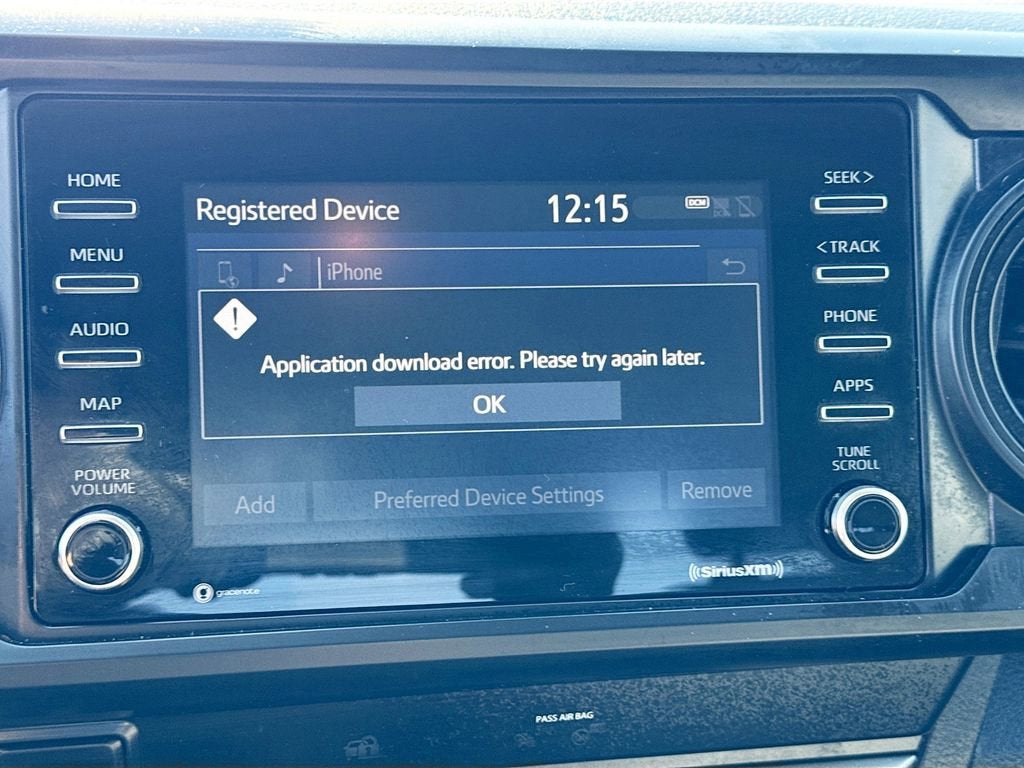 HOME
MENU
AUDIO
MAP
POWER
VOLUME
Registered Device
12:15
DCM
iPhone
!
Application download error. Please try again later.
OK
Add
Preferred Device Settings
Remove
SEEK >
< TRACK
PHONE
APPS
TUNE
SCROLL
gracenote
((SiriusXM))
PASS AIR BAG